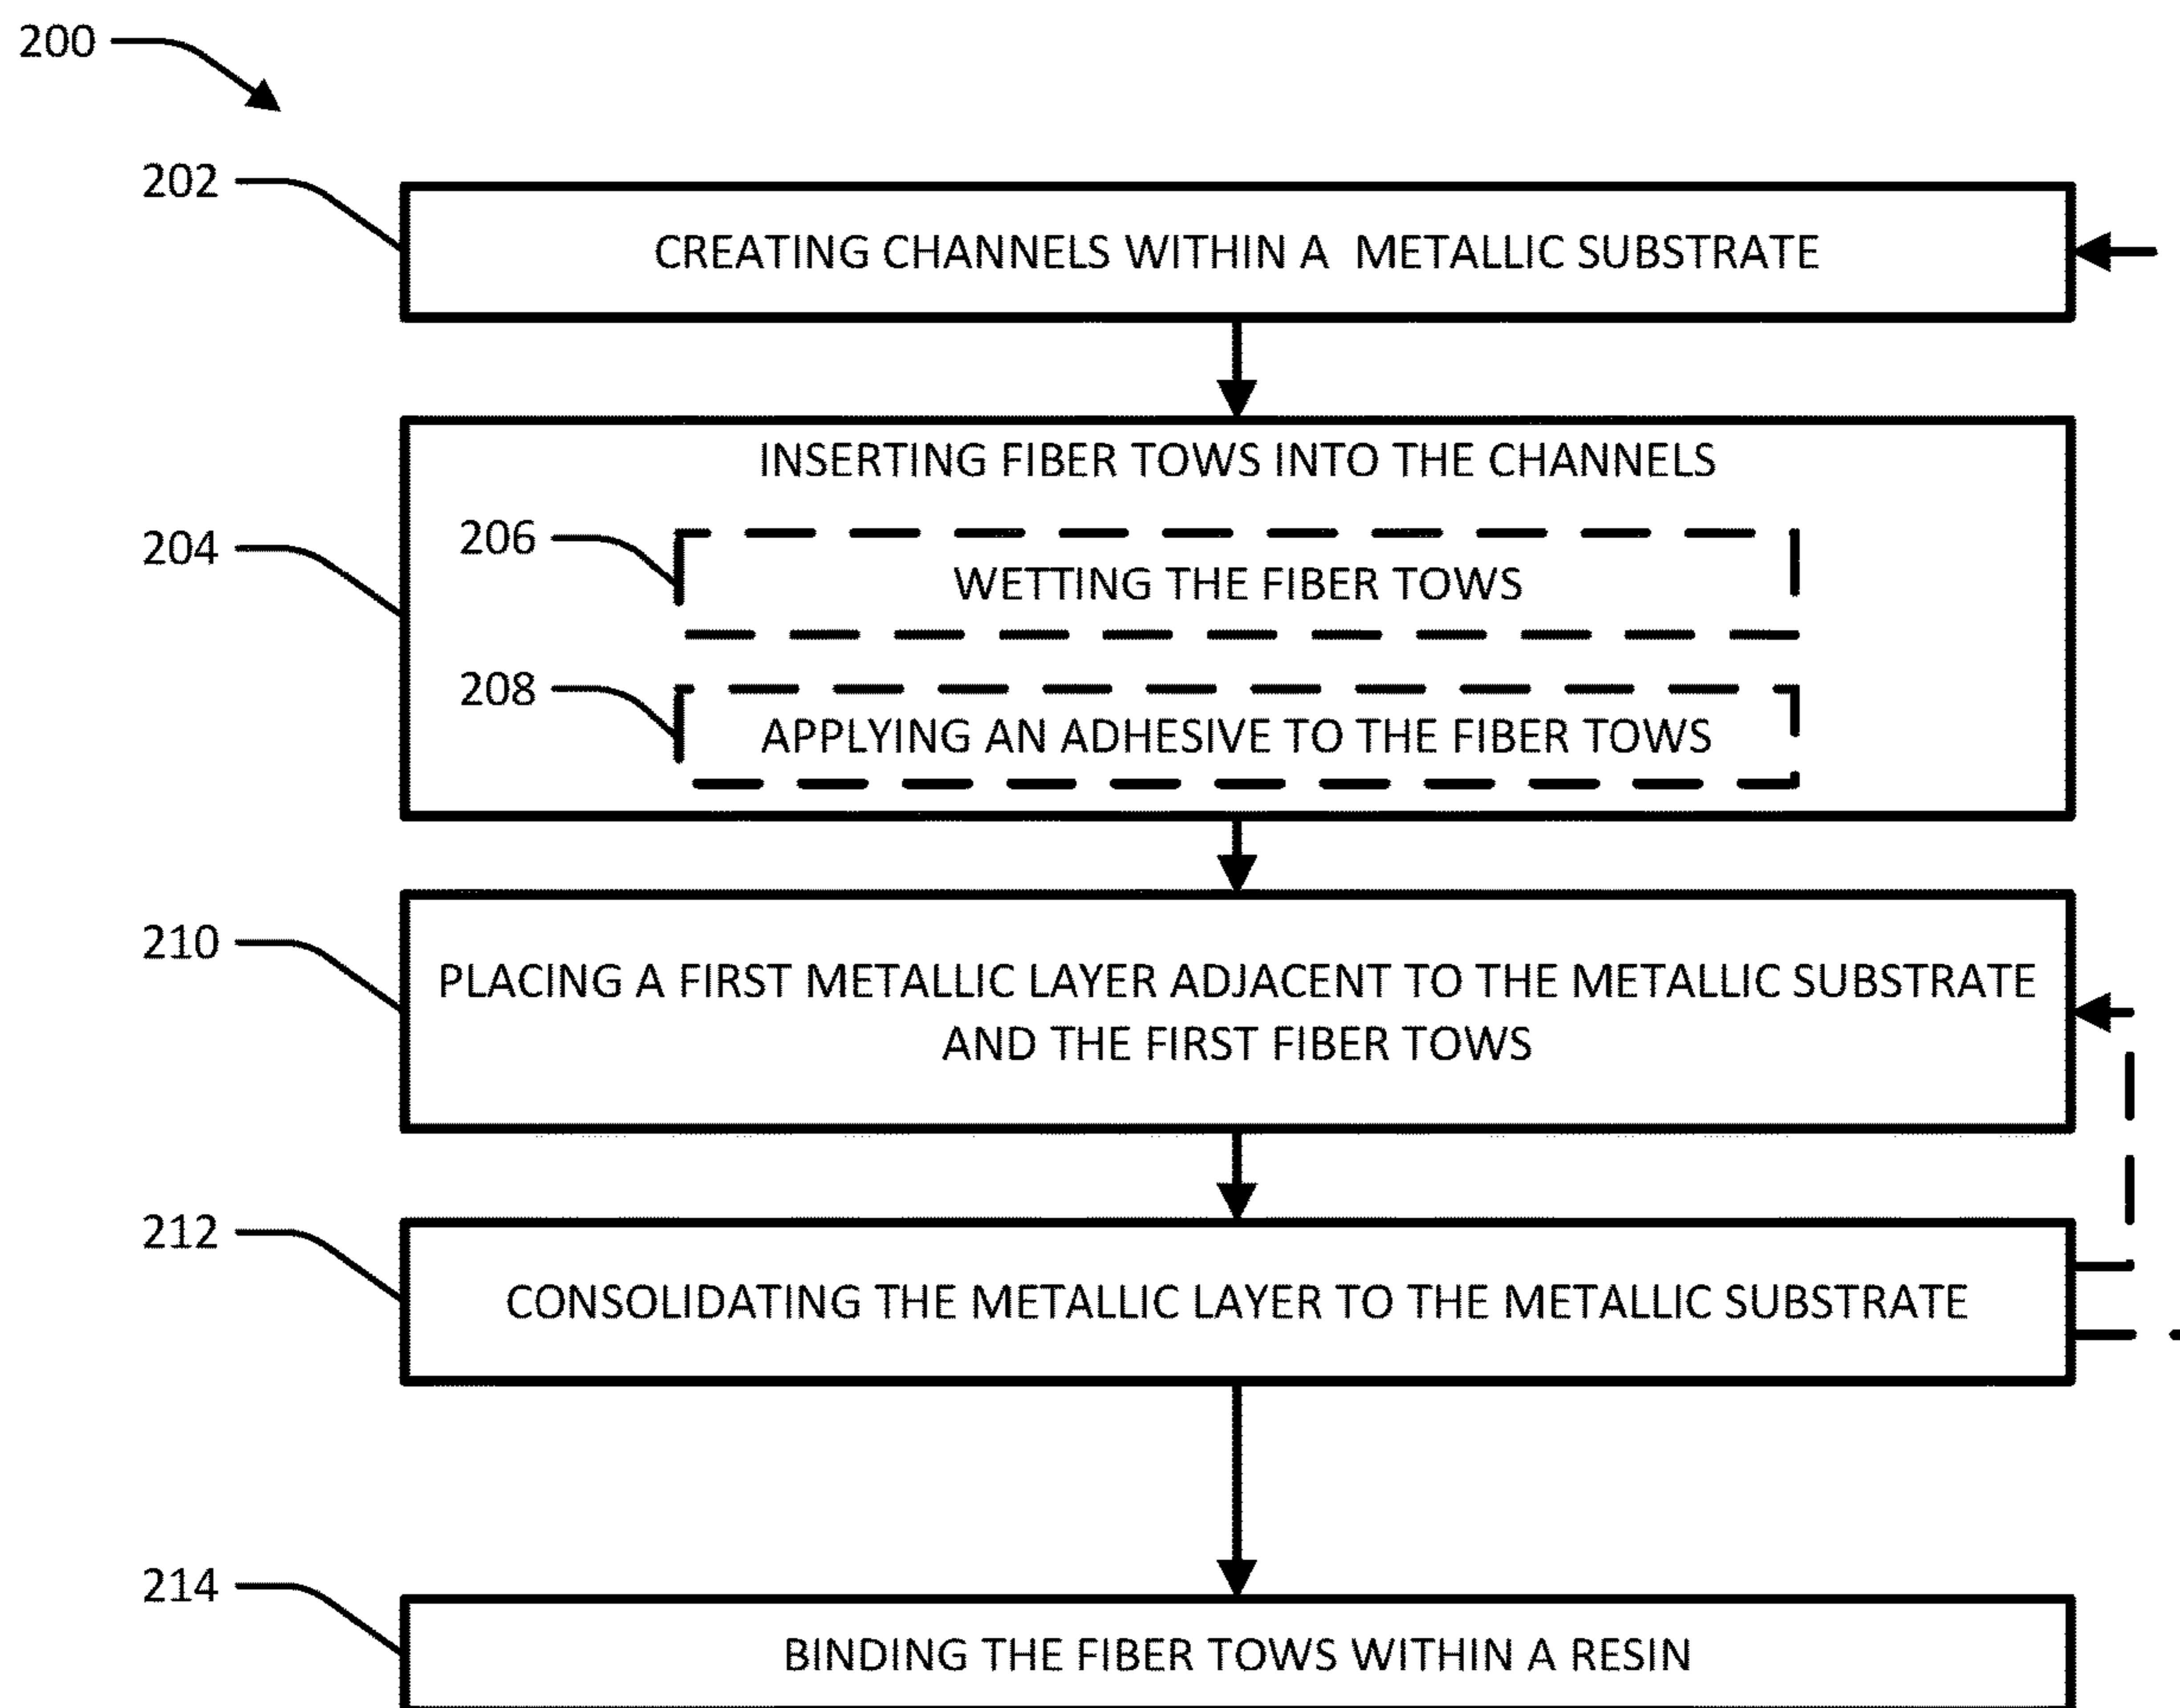 200
202
CREATING CHANNELS WITHIN A METALLIC SUBSTRATE
204
INSERTING FIBER TOWS INTO THE CHANNELS
206
WETTING THE FIBER TOWS
208
APPLYING AN ADHESIVE TO THE FIBER TOWS
210
PLACING A FIRST METALLIC LAYER ADJACENT TO THE METALLIC SUBSTRATE
AND THE FIRST FIBER TOWS
212
CONSOLIDATING THE METALLIC LAYER TO THE METALLIC SUBSTRATE
214
BINDING THE FIBER TOWS WITHIN A RESIN